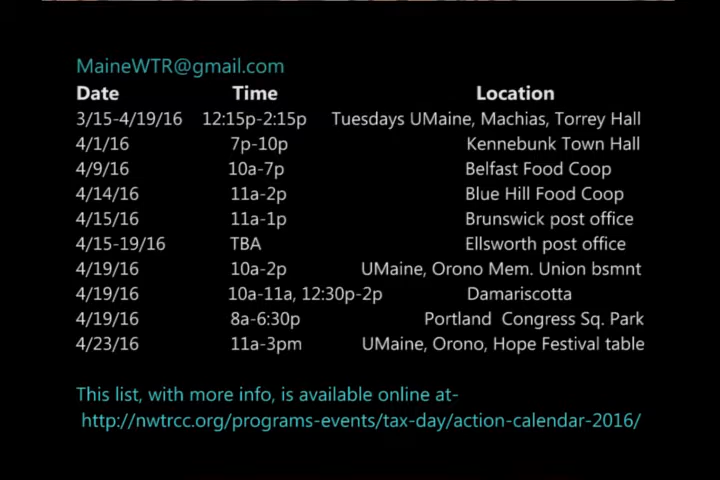 MaineWTR@gmail.com
Date Time Location
3/15-4/19/16 12:15p-2:15p Tuesdays UMaine, Machias, Torrey Hall
4/1/16 7p-10p Kennebunk Town Hall
4/9/16 10a-7p Belfast Food Coop
4/14/16 11a-2p Blue Hill Food Coop
4/15/16 11a-1p Brunswick post office
4/15-19/16 TBA Ellsworth post office
4/19/16 10a-2p UMaine, Orono Mem. Union bsmnt
4/19/16 10a-11a, 12:30p-2p Damariscotta
4/19/16 8a-6:30p Portland Congress Sq. Park
4/23/16 11a-3pm UMaine, Orono, Hope Festival table
This list, with more info, is available online at-
http://nwtrcc.org/programs-events/tax-day/action-calendar-2016/